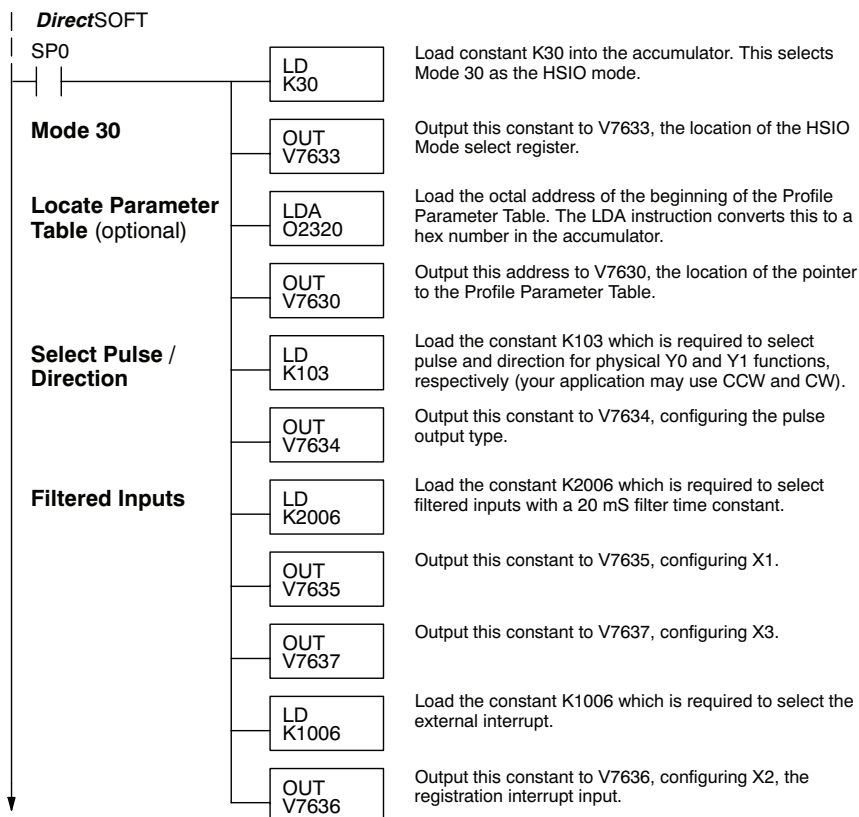 DirectSOFT
SP0
LD
K30
Load constant K30 into the accumulator. This selects
Mode 30 as the HSIO mode.
Mode 30
OUT
V7633
Output this constant to V7633, the location of the HSIO
Mode select register.
Locate Parameter
Table (optional)
LDA
O2320
Load the octal address of the beginning of the Profile
Parameter Table. The LDA instruction converts this to a
hex number in the accumulator.
OUT
V7630
Output this address to V7630, the location of the pointer
to the Profile Parameter Table.
Select Pulse /
Direction
LD
K103
Load the constant K103 which is required to select
pulse and direction for physical Y0 and Y1 functions,
respectively (your application may use CCW and CW).
OUT
V7634
Output this constant to V7634, configuring the pulse
output type.
Filtered Inputs
LD
K2006
Load the constant K2006 which is required to select
filtered inputs with a 20 mS filter time constant.
OUT
V7635
Output this constant to V7635, configuring X1.
OUT
V7637
Output this constant to V7637, configuring X3.
LD
K1006
Load the constant K1006 which is required to select the
external interrupt.
OUT
V7636
Output this constant to V7636, configuring X2, the
registration interrupt input.